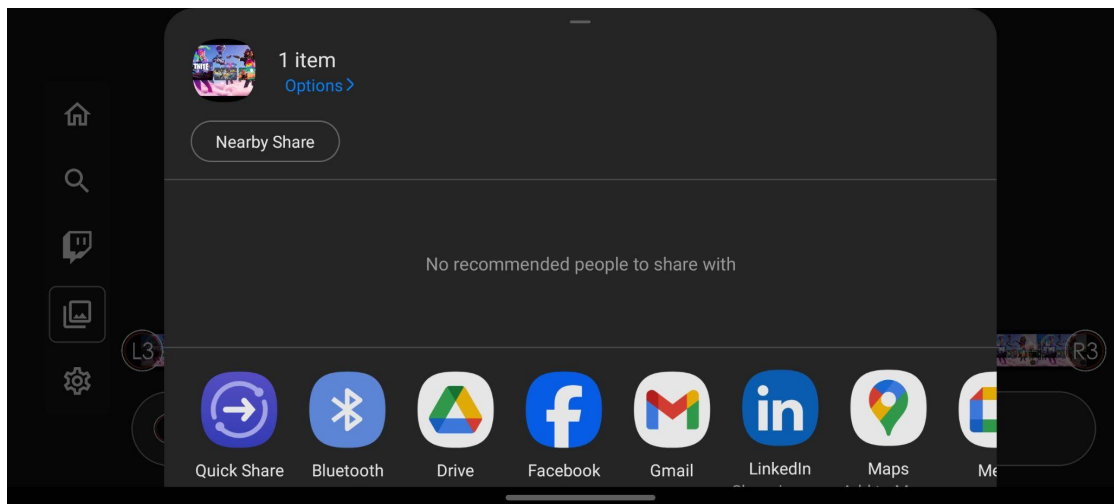 1 item
Options
Nearby Share
No recommended people to share with
L3
R3
Quick Share
Bluetooth
Drive
Facebook
Gmail
LinkedIn
Maps